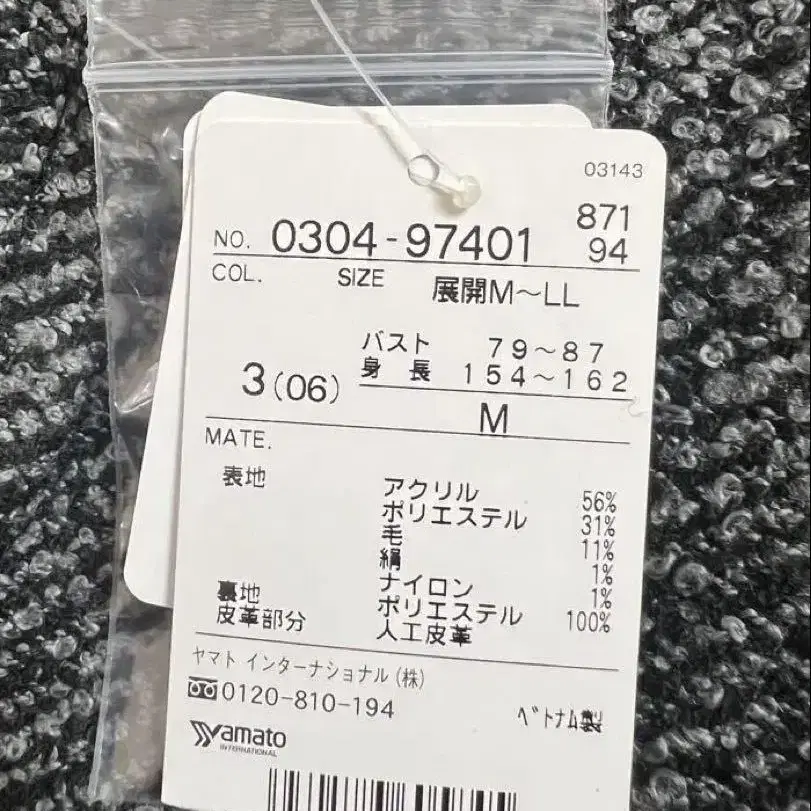 03143
871
NO. 0304-97401 94
COL. SIZE 展開M〜LL
バスト 79〜87
3(06) 身長 154〜162
M
MATE.
表地 アクリル 56%
ポリエステル 31%
毛 11%
絹 1%
ナイロン 1%
裏地 ポリエステル 100%
皮革部分 人工皮革
ヤマト インターナショナル(株)
0120-810-194
ベトナム製
yamato
INTERNATIONAL